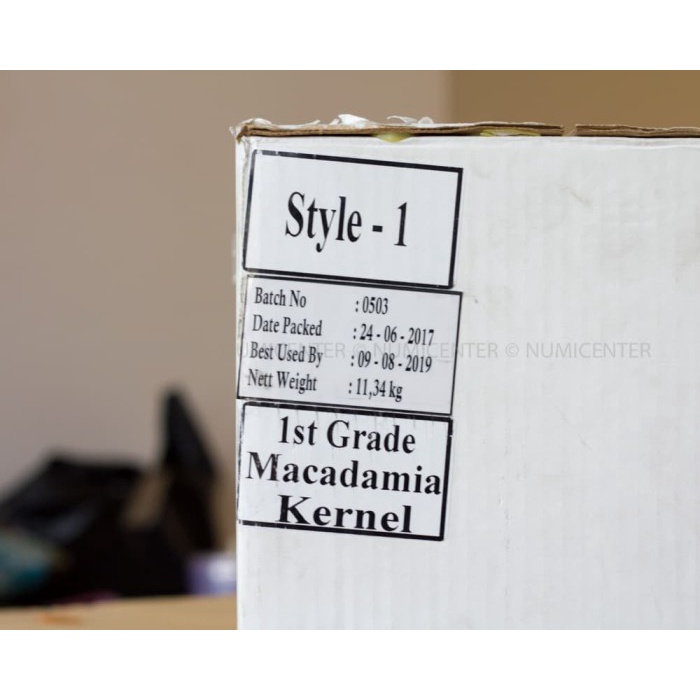 Style - 1
Batch No : 0503
Date Packed : 24 - 06 - 2017
Best Used By : 09 - 08 - 2019
NUMICENTER © NUMICENTER © NUMICENTER
Nett Weight : 11,34 kg
1st Grade
Macadamia
Kernel